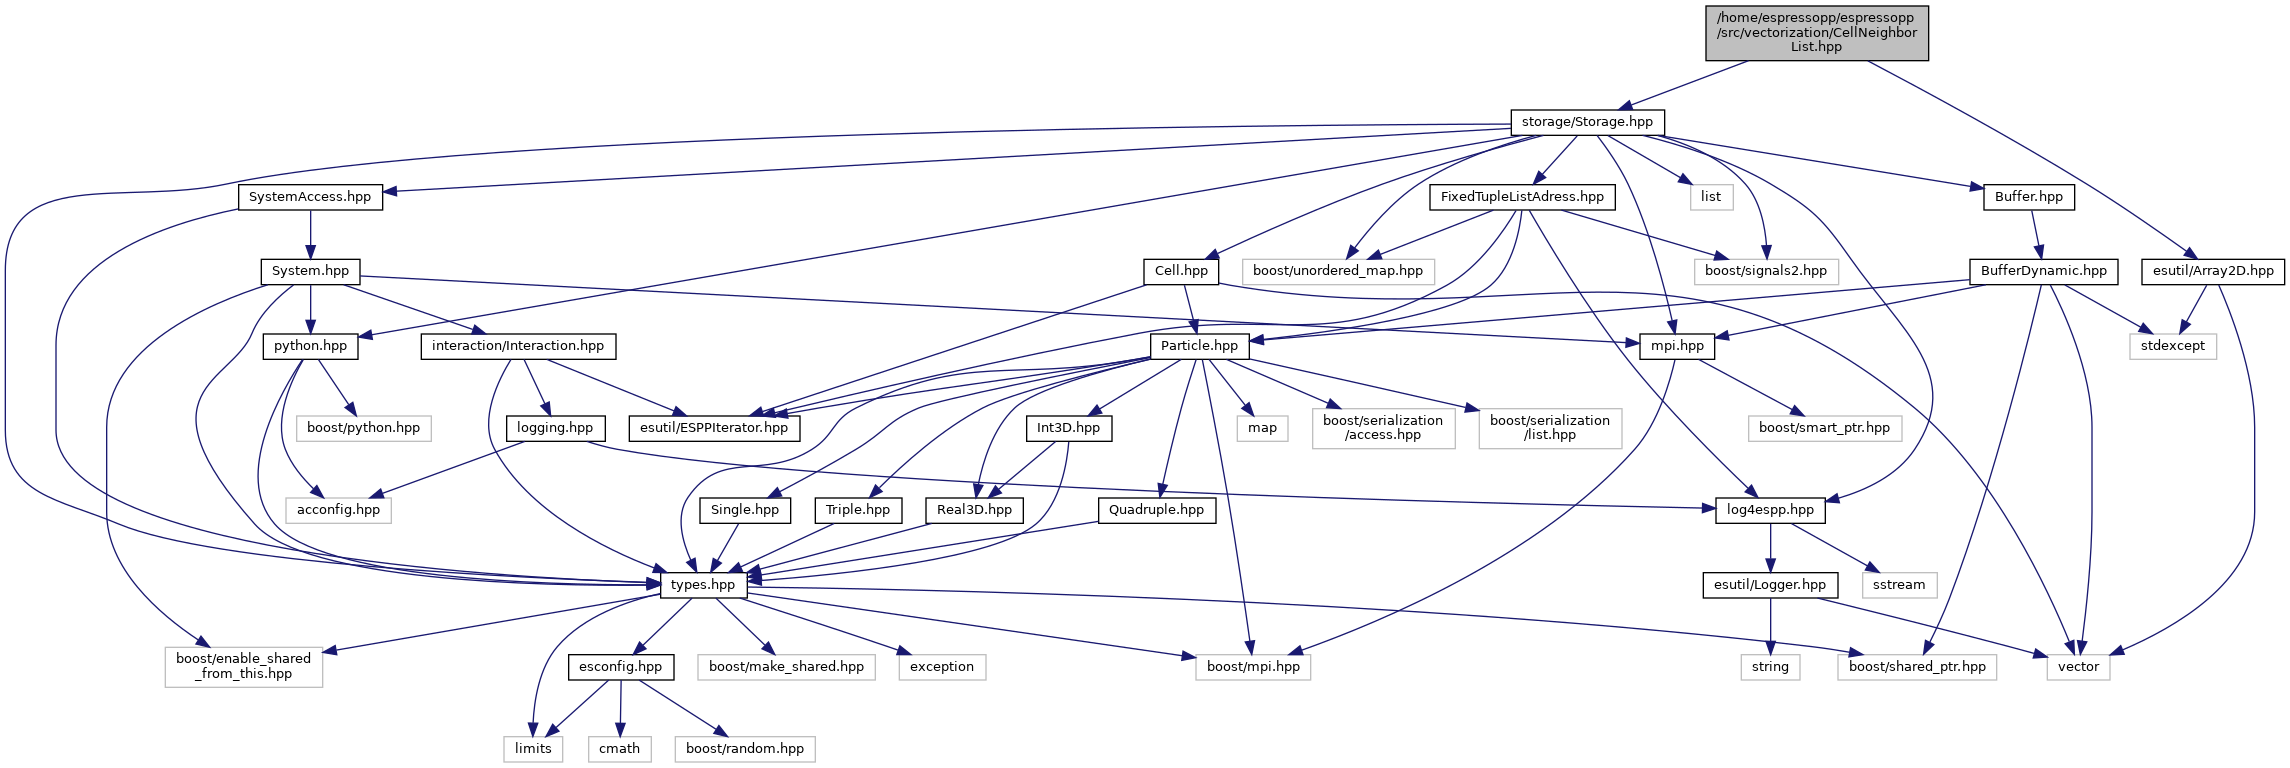 /home/espressopp/espressopp
/src/vectorization/CellNeighbor
List.hpp
storage/Storage.hpp
SystemAccess.hpp
FixedTupleListAdress.hpp
list
Buffer.hpp
System.hpp
Cell.hpp
boost/unordered_map.hpp
boost/signals2.hpp
BufferDynamic.hpp
esutil/Array2D.hpp
python.hpp
interaction/Interaction.hpp
Particle.hpp
mpi.hpp
stdexcept
boost/python.hpp
logging.hpp
esutil/ESPPIterator.hpp
Int3D.hpp
map
boost/serialization
/access.hpp
boost/serialization
/list.hpp
boost/smart_ptr.hpp
acconfig.hpp
Single.hpp
Triple.hpp
Real3D.hpp
Quadruple.hpp
log4espp.hpp
types.hpp
esutil/Logger.hpp
sstream
boost/enable_shared
_from_this.hpp
esconfig.hpp
boost/make_shared.hpp
exception
boost/mpi.hpp
string
boost/shared_ptr.hpp
vector
limits
cmath
boost/random.hpp